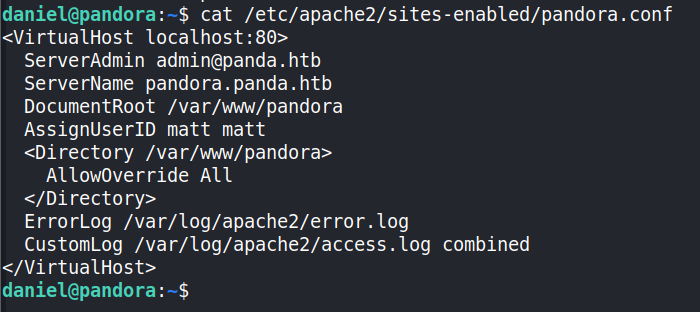 daniel@pandora:~$ cat /etc/apache2/sites-enabled/pandora.conf
<VirtualHost localhost:80>
  ServerAdmin admin@panda.htb
  ServerName pandora.panda.htb
  DocumentRoot /var/www/pandora
  AssignUserID matt matt
  <Directory /var/www/pandora>
    AllowOverride All
  </Directory>
  ErrorLog /var/log/apache2/error.log
  CustomLog /var/log/apache2/access.log combined
</VirtualHost>
daniel@pandora:~$